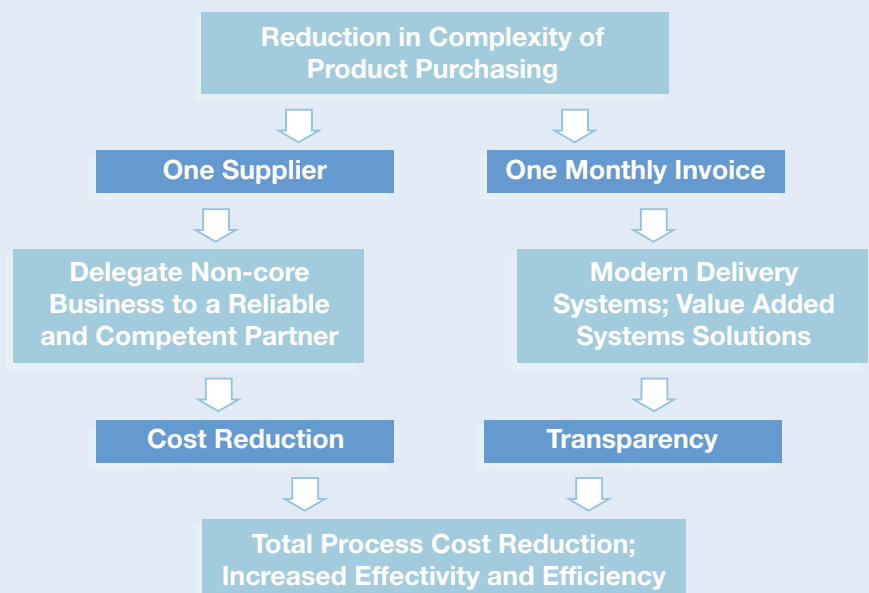 Reduction in Complexity of
Product Purchasing
One Supplier
One Monthly Invoice
Delegate Non-core
Business to a Reliable
and Competent Partner
Modern Delivery
Systems; Value Added
Systems Solutions
Cost Reduction
Transparency
Total Process Cost Reduction;
Increased Effectivity and Efficiency